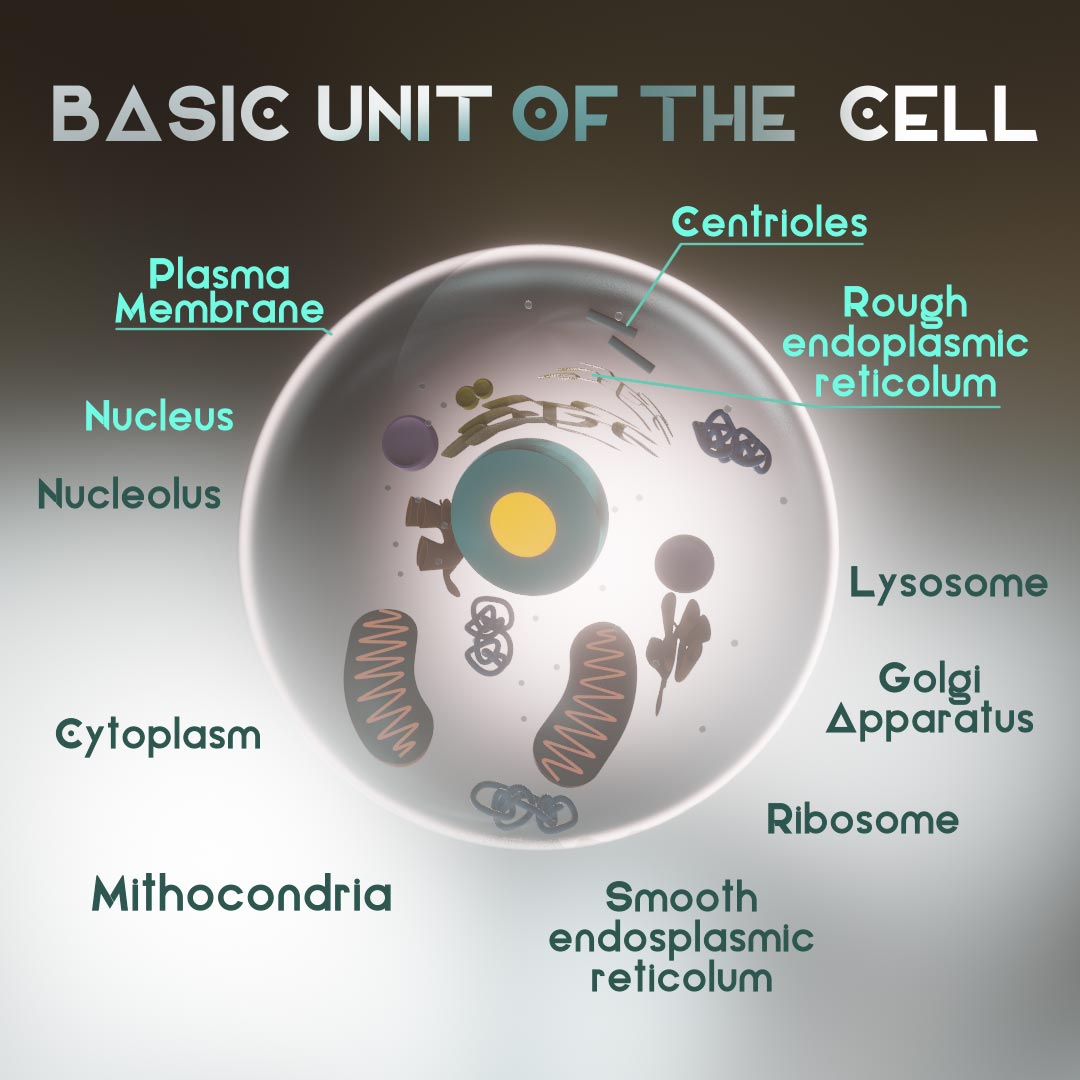 BASIC UNIT OF THE CELL
Centrioles
Plasma
Membrane
Rough
endoplasmic
reticolum
Nucleus
Nucleolus
Lysosome
Golgi
Apparatus
Cytoplasm
Ribosome
Mithocondria
Smooth
endosplasmic
reticolum